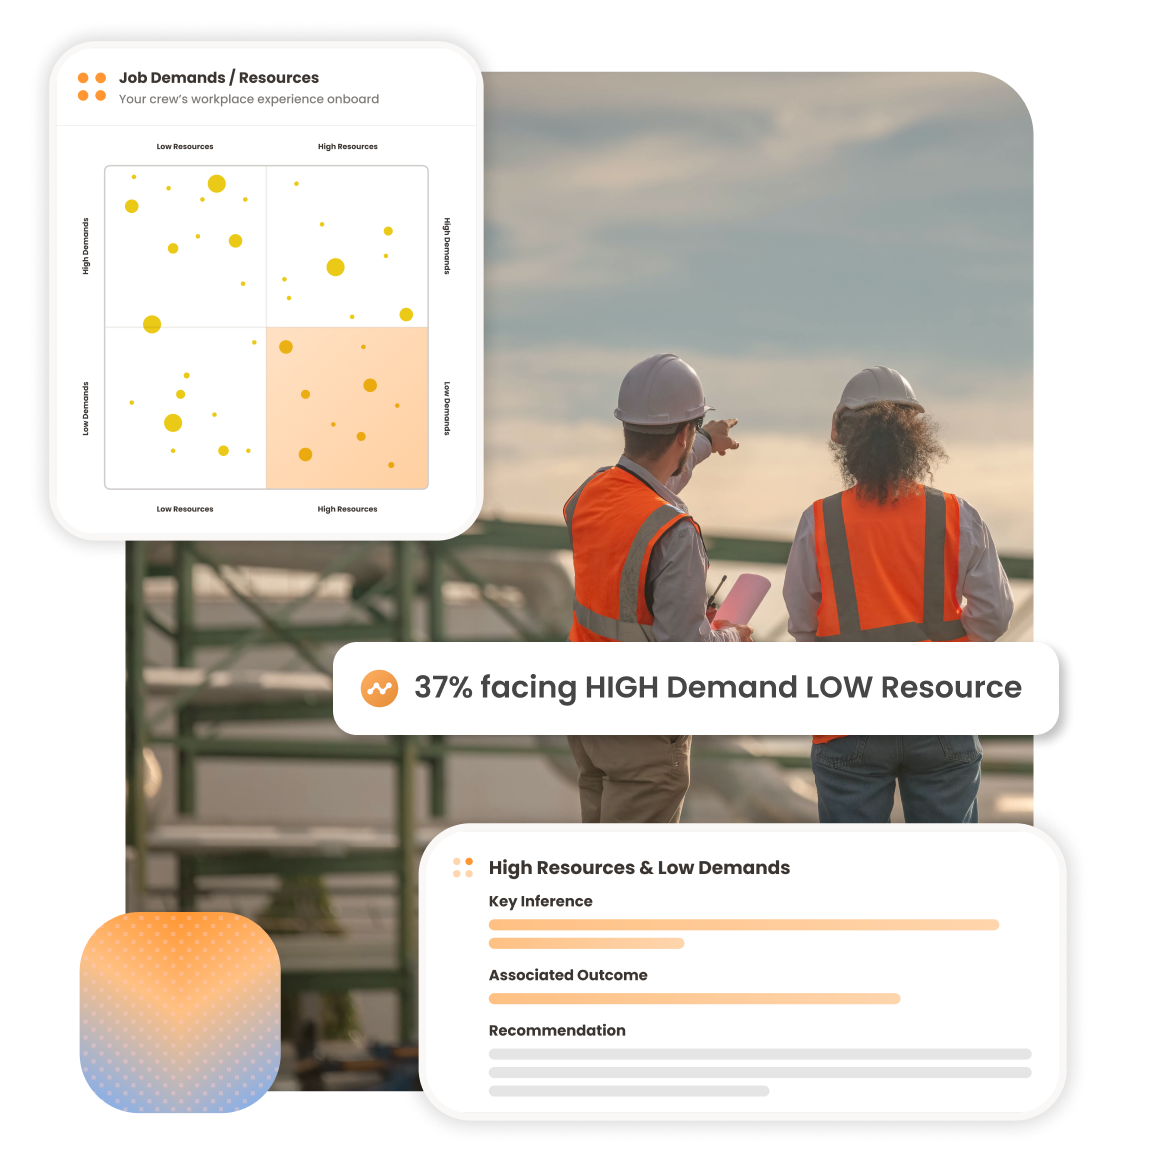 Job Demands / Resources
Your crew’s workplace experience onboard
Low Resources
High Resources
High Demands
High Demands
Low Demands
Low Demands
Low Resources
High Resources
37% facing HIGH Demand LOW Resource
High Resources & Low Demands
Key Inference
Associated Outcome
Recommendation